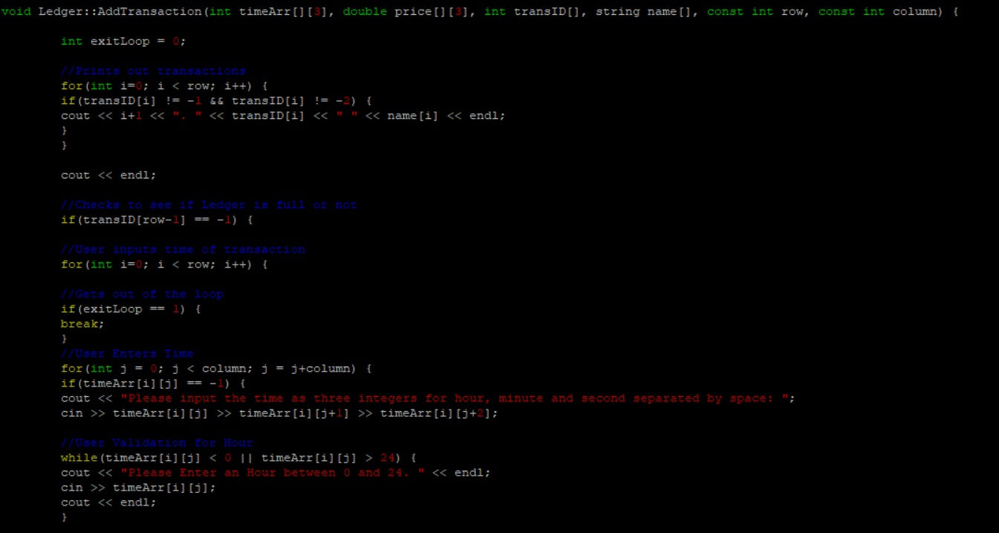 void Ledger::AddTransaction(int timeArr[][3], double price[][3], int transID[], string name[], const int row, const int column) {
int exitLoop = 0;
//Prints out transactions
for(int i=0; i < row; i++) {
if(transID[i] != -1 && transID[i] != -2) {
cout << i+1 << ". " << transID[i] << " " << name[i] << endl;
}
}
cout << endl;
//Checks to see if Ledger is full or not
if(transID[row-1] == -1) {
//User inputs time of transaction
for(int i=0; i < row; i++) {
//Gets out of the loop
if(exitLoop == 1) {
break;
}
//User Enters Time
for(int j = 0; j < column; j = j+column) {
if(timeArr[i][j] == -1) {
cout << "Please input the time as three integers for hour, minute and second separated by space: ";
cin >> timeArr[i][j] >> timeArr[i][j+1] >> timeArr[i][j+2];
//User Validation for Hour
while(timeArr[i][j] < 0 || timeArr[i][j] > 24) {
cout << "Please Enter an Hour between 0 and 24. " << endl;
cin >> timeArr[i][j];
cout << endl;
}